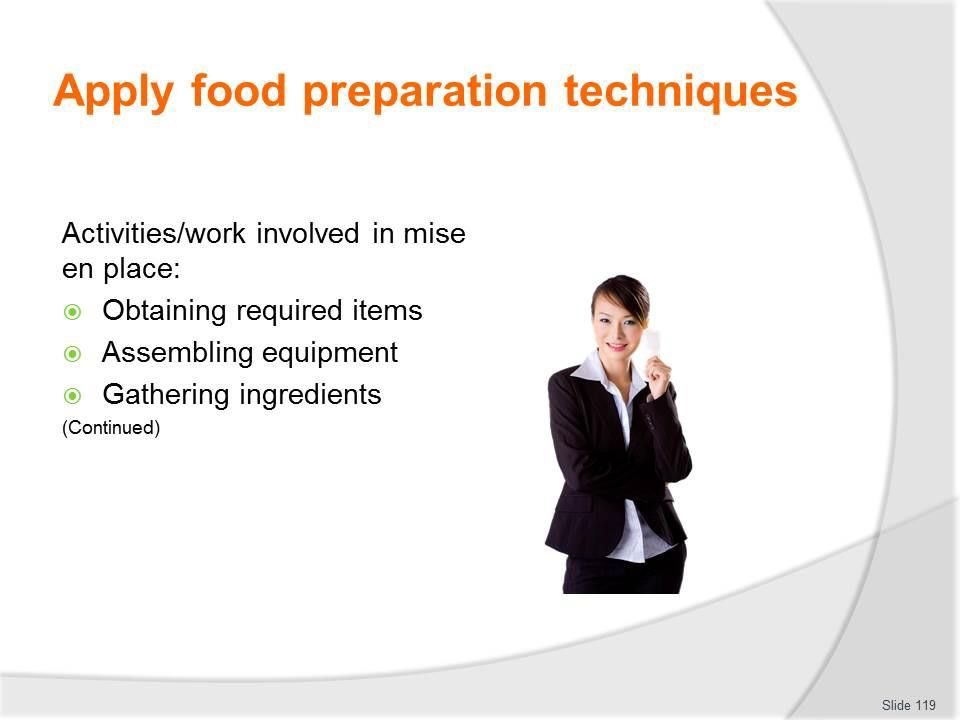 Apply food preparation techniques
Activities/work involved in mise
en place:
Obtaining required items
Assembling equipment
Gathering ingredients
(Continued)
Slide 119